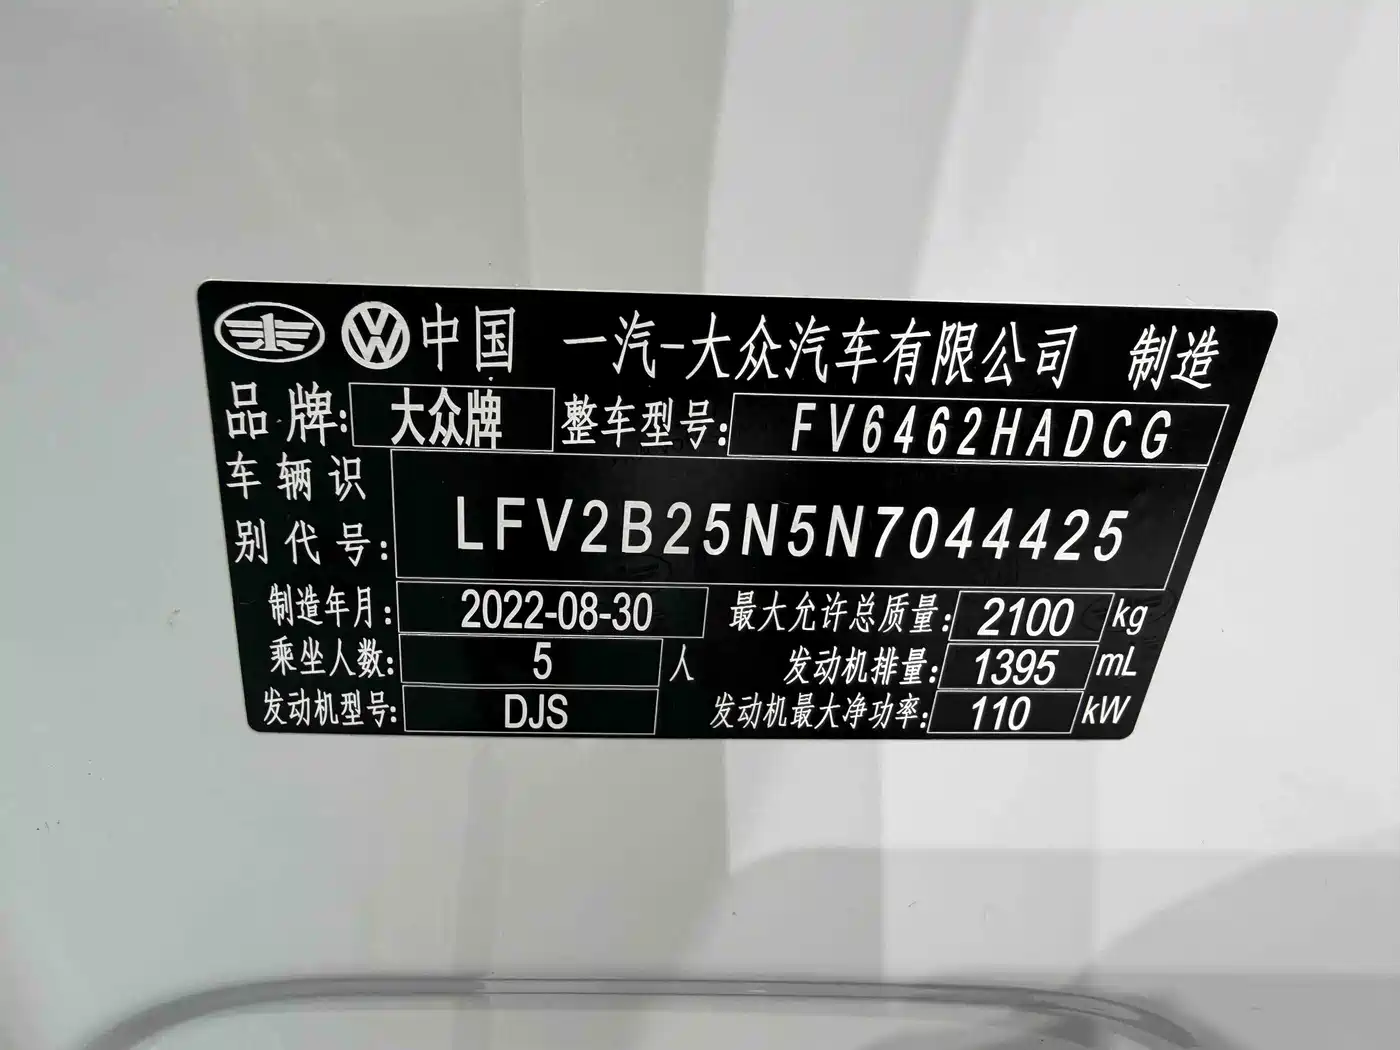 中国 一汽-大众汽车有限公司 制造
品牌: 大众牌 整车型号: FV6462HADCG
车辆识别代号: LFV2B25N5N7044425
制造年月: 2022-08-30 最大允许总质量: 2100 kg
乘坐人数: 5 人 发动机排量: 1395 mL
发动机型号: DJS 发动机最大净功率: 110 kW